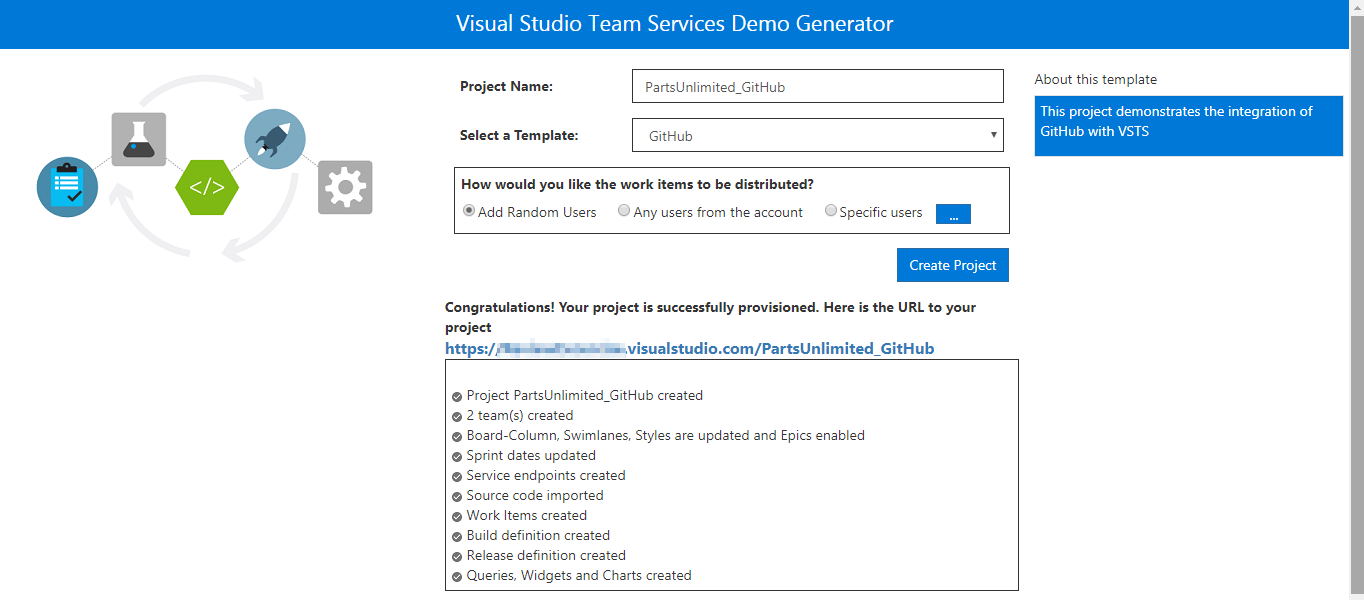 Visual Studio Team Services Demo Generator
Project Name:
PartsUnlimited_GitHub
Select a Template:
GitHub
How would you like the work items to be distributed?
Add Random Users
Any users from the account
Specific users
...
Create Project
About this template
This project demonstrates the integration of
GitHub with VSTS
</>
Congratulations! Your project is successfully provisioned. Here is the URL to your
project
https:// .visualstudio.com/PartsUnlimited_GitHub
Project PartsUnlimited_GitHub created
2 team(s) created
Board-Column, Swimlanes, Styles are updated and Epics enabled
Sprint dates updated
Service endpoints created
Source code imported
Work Items created
Build definition created
Release definition created
Queries, Widgets and Charts created